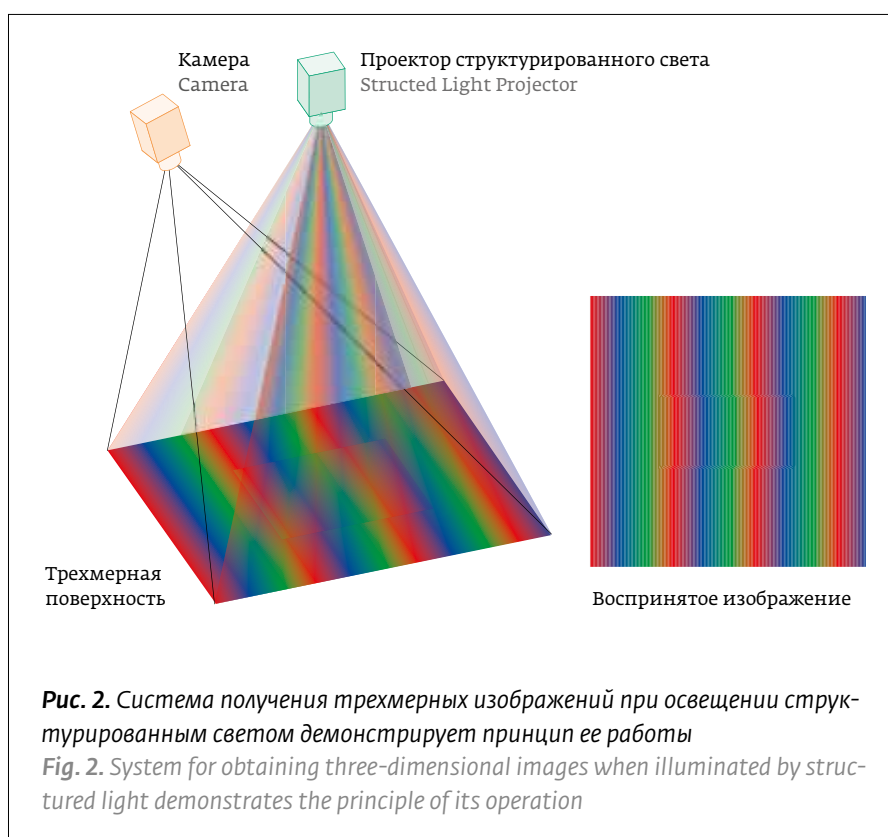 Камера
Camera
Проектор структурированного света
Structed Light Projector
Трехмерная
поверхность
Воспринятое изображение
Рис. 2. Система получения трехмерных изображений при освещении струк-
турированным светом демонстрирует принцип ее работы
Fig. 2. System for obtaining three-dimensional images when illuminated by struc-
tured light demonstrates the principle of its operation